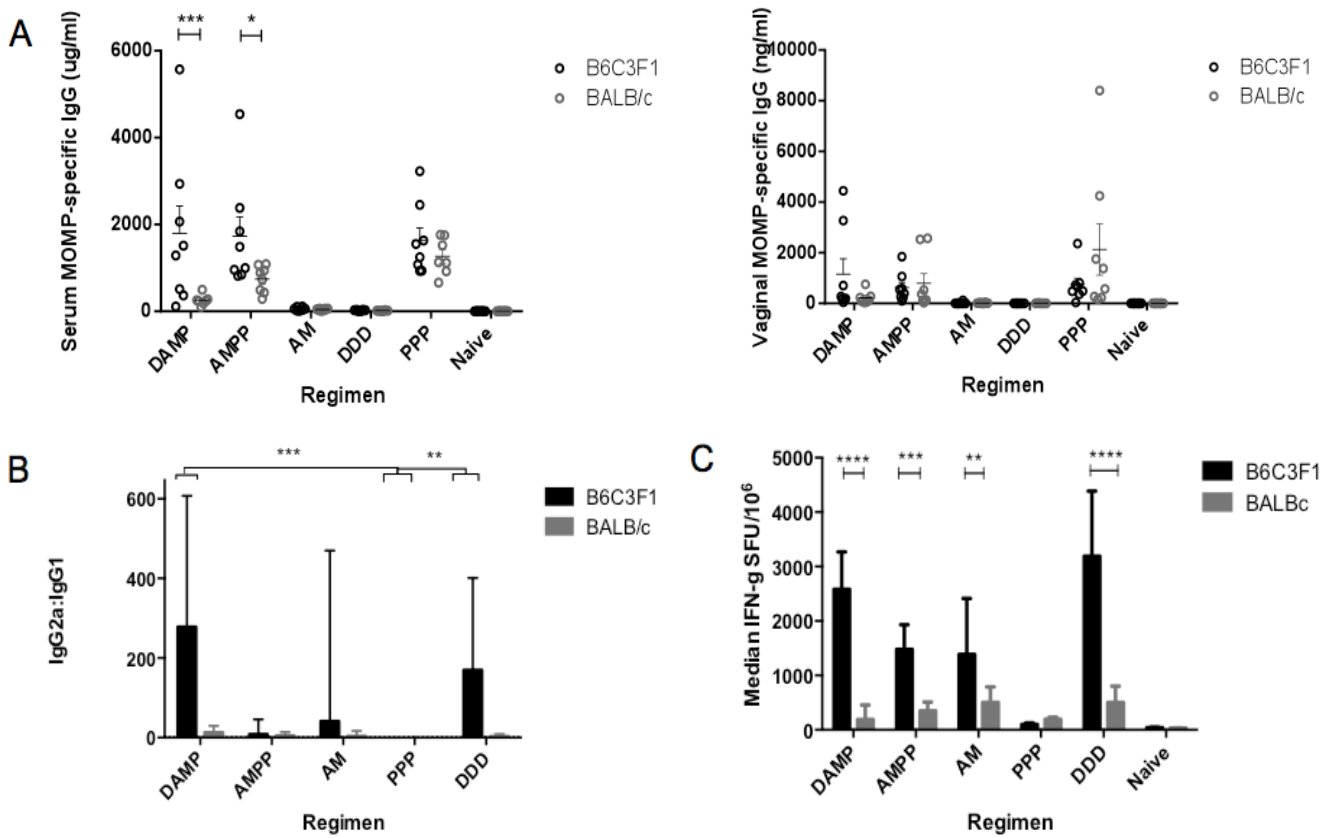 A
*** *
Serum MOMP-specific IgG (ug/ml)
6000
4000
2000
0
DAMP AMPP AM DDD PPP Naive
Regimen
B6C3F1
BALB/c
Vaginal MOMP-specific IgG (ng/ml)
10000
8000
6000
4000
2000
0
DAMP AMPP AM DDD PPP Naive
Regimen
B6C3F1
BALB/c
B
*** **
IgG2a:IgG1
600
400
200
0
DAMP AMPP AM PPP DDD
Regimen
B6C3F1
BALB/c
C
**** *** ** ****
Median IFN-g SFU/10⁶
5000
4000
3000
2000
1000
0
DAMP AMPP AM PPP DDD Naive
Regimen
B6C3F1
BALBc